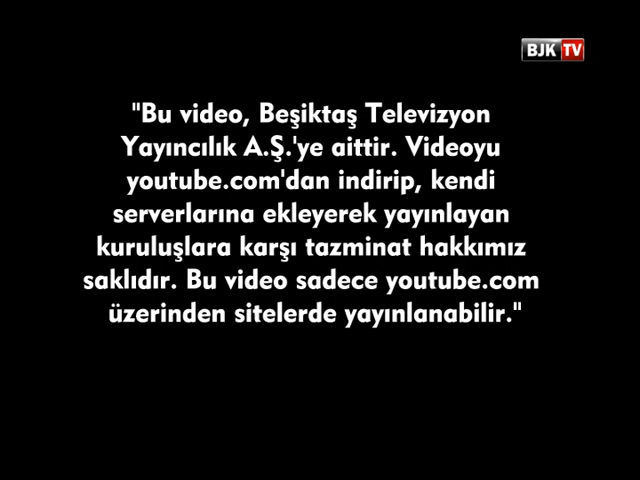 BJK TV
"Bu video, Beşiktaş Televizyon
Yayıncılık A.Ş.'ye aittir. Videoyu
youtube.com'dan indirip, kendi
serverlarına ekleyerek yayınlayan
kuruluşlara karşı tazminat hakkımız
saklıdır. Bu video sadece youtube.com
üzerinden sitelerde yayınlanabilir."